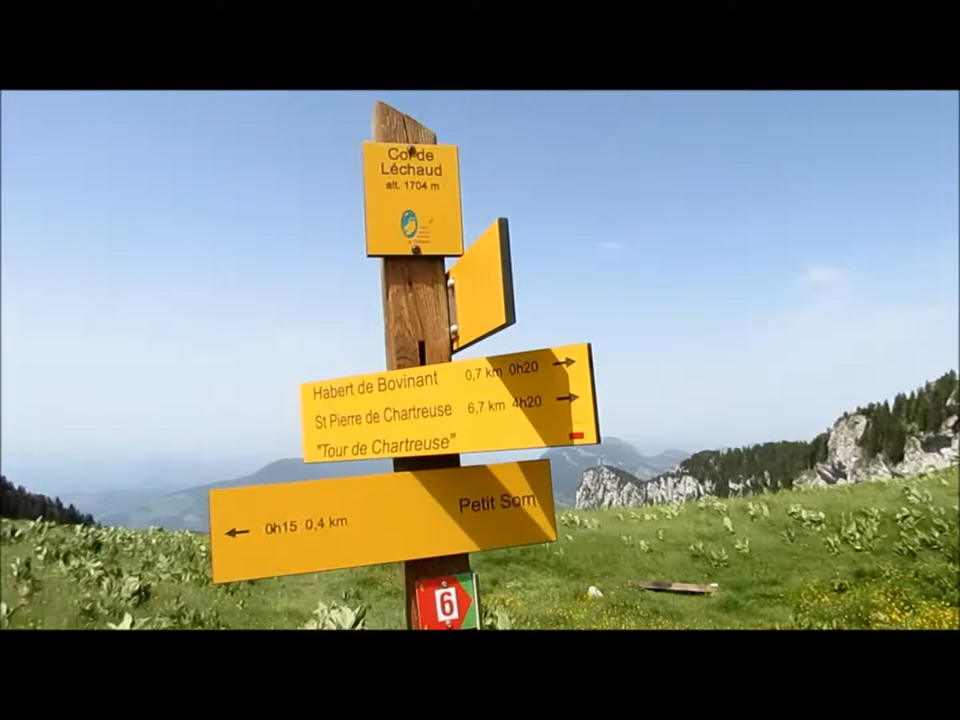 Col de
Léchaud
alt. 1704 m
Habert de Bovinant 0,7 km 0h20
St Pierre de Chartreuse 6,7 km 4h20
"Tour de Chartreuse"
Petit Som
0h15 0,4 km
6